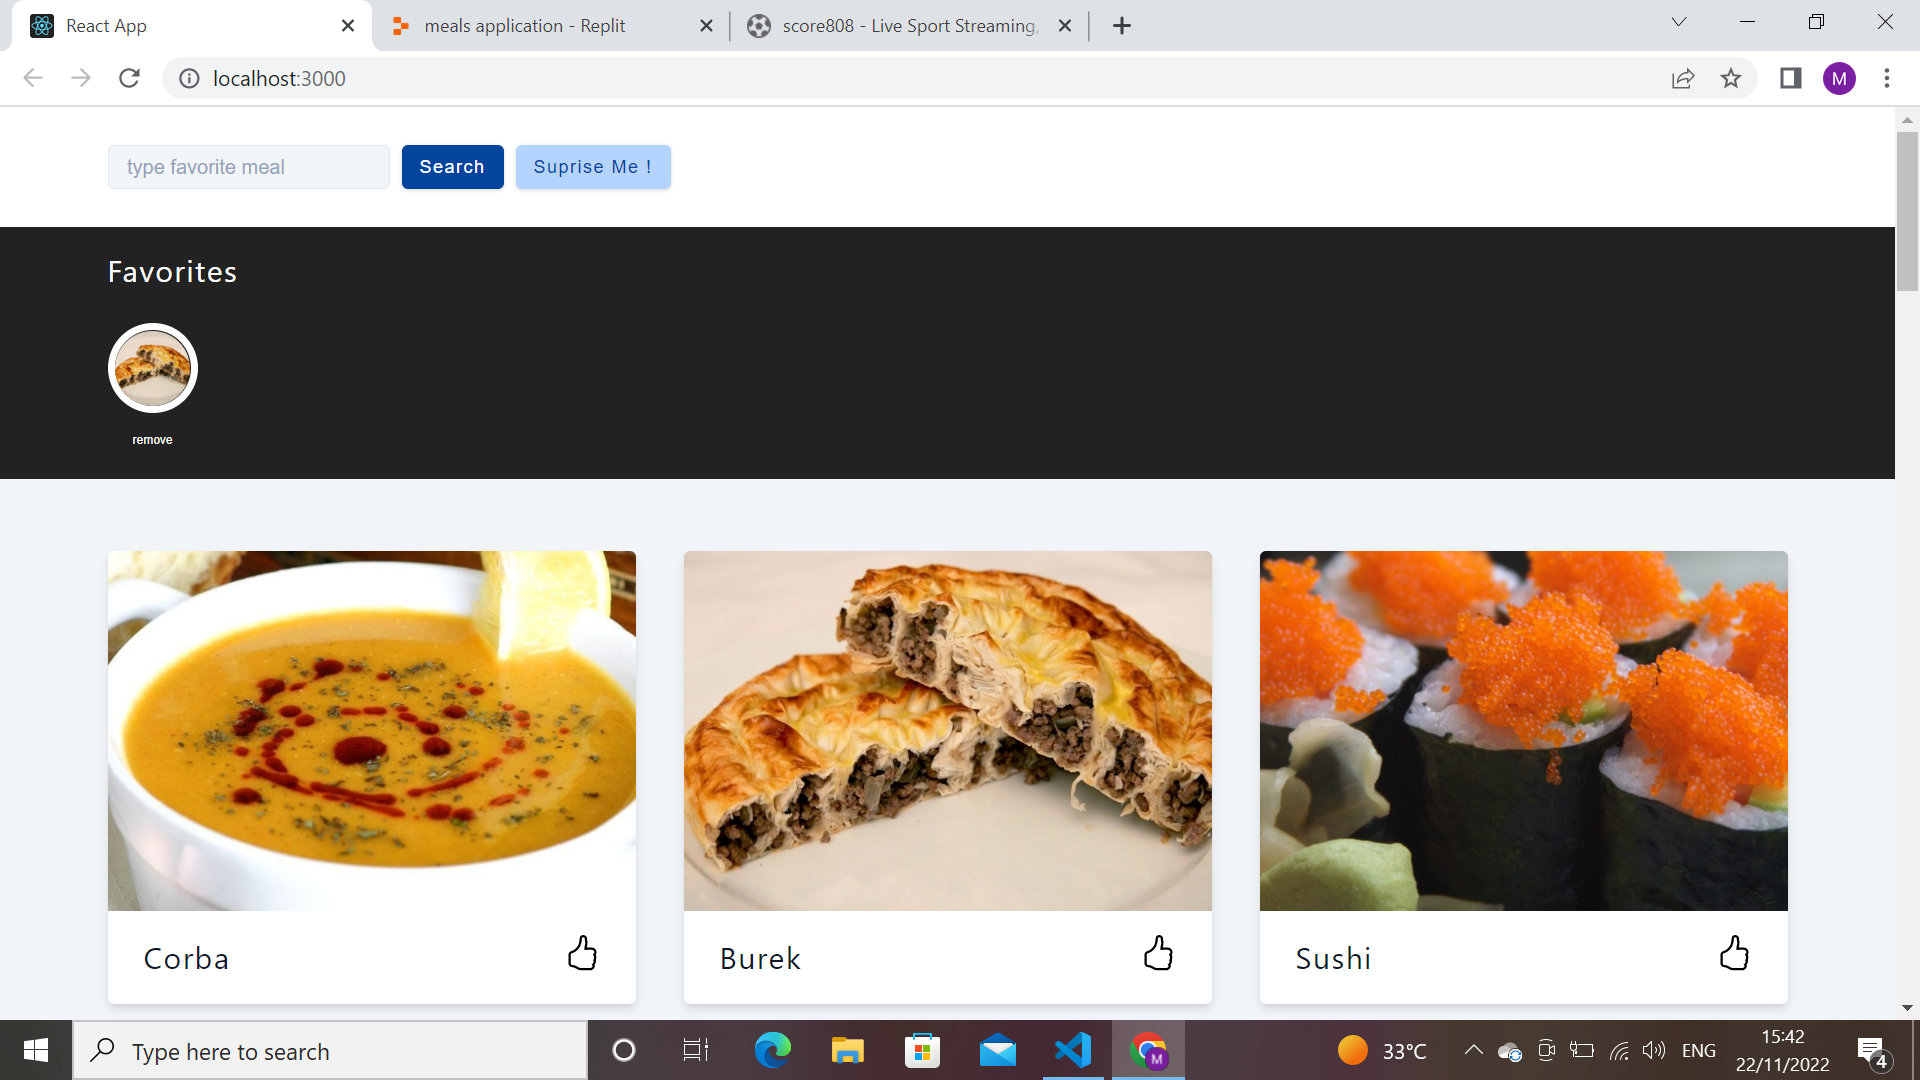 React App
meals application - Replit
score808 - Live Sport Streaming,
localhost:3000
M
type favorite meal
Search
Suprise Me !
Favorites
remove
Corba
Burek
Sushi
Type here to search
M
33°C
ENG
15:42
22/11/2022
4